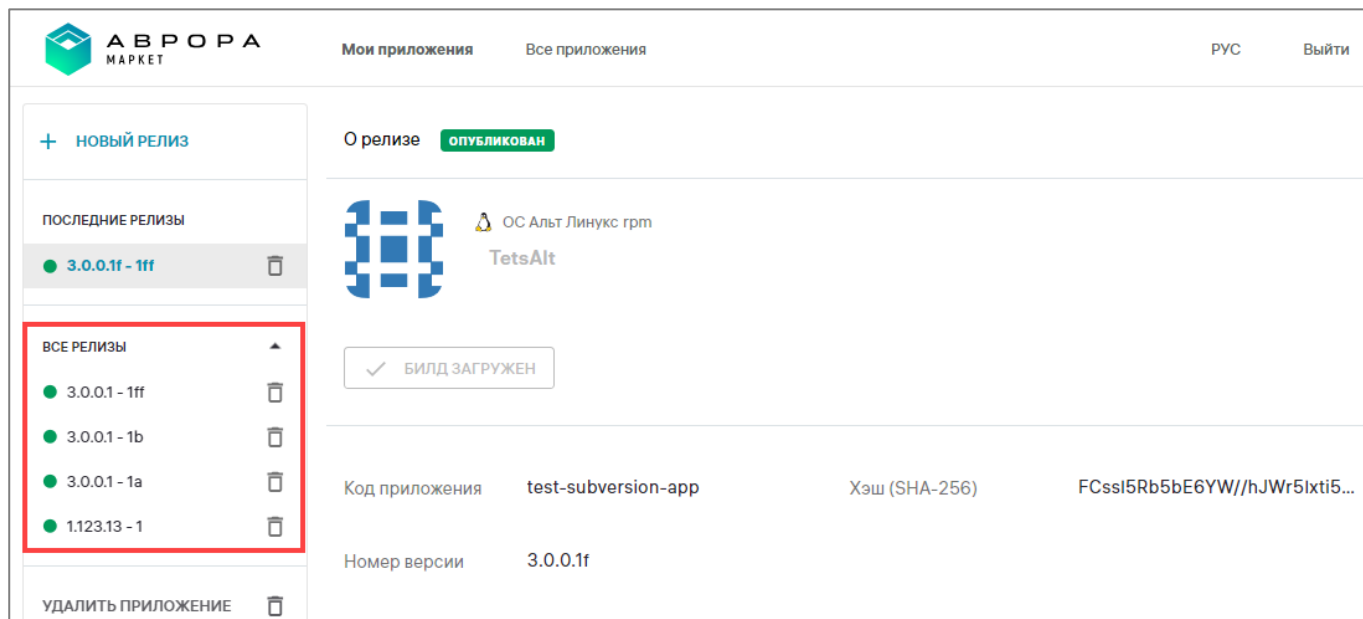 АВРОРА
МАРКЕТ
Мои приложения
Все приложения
РУС
Выйти
+ НОВЫЙ РЕЛИЗ
ПОСЛЕДНИЕ РЕЛИЗЫ
3.0.0.1f - 1ff
ВСЕ РЕЛИЗЫ
3.0.0.1 - 1ff
3.0.0.1 - 1b
3.0.0.1 - 1a
1.123.13 - 1
УДАЛИТЬ ПРИЛОЖЕНИЕ
О релизе ОПУБЛИКОВАН
ОС Альт Линукс rpm
TetsAlt
БИЛД ЗАГРУЖЕН
Код приложения test-subversion-app
Хэш (SHA-256) FCssI5Rb5bE6YW//hJWr5Ixti5...
Номер версии 3.0.0.1f